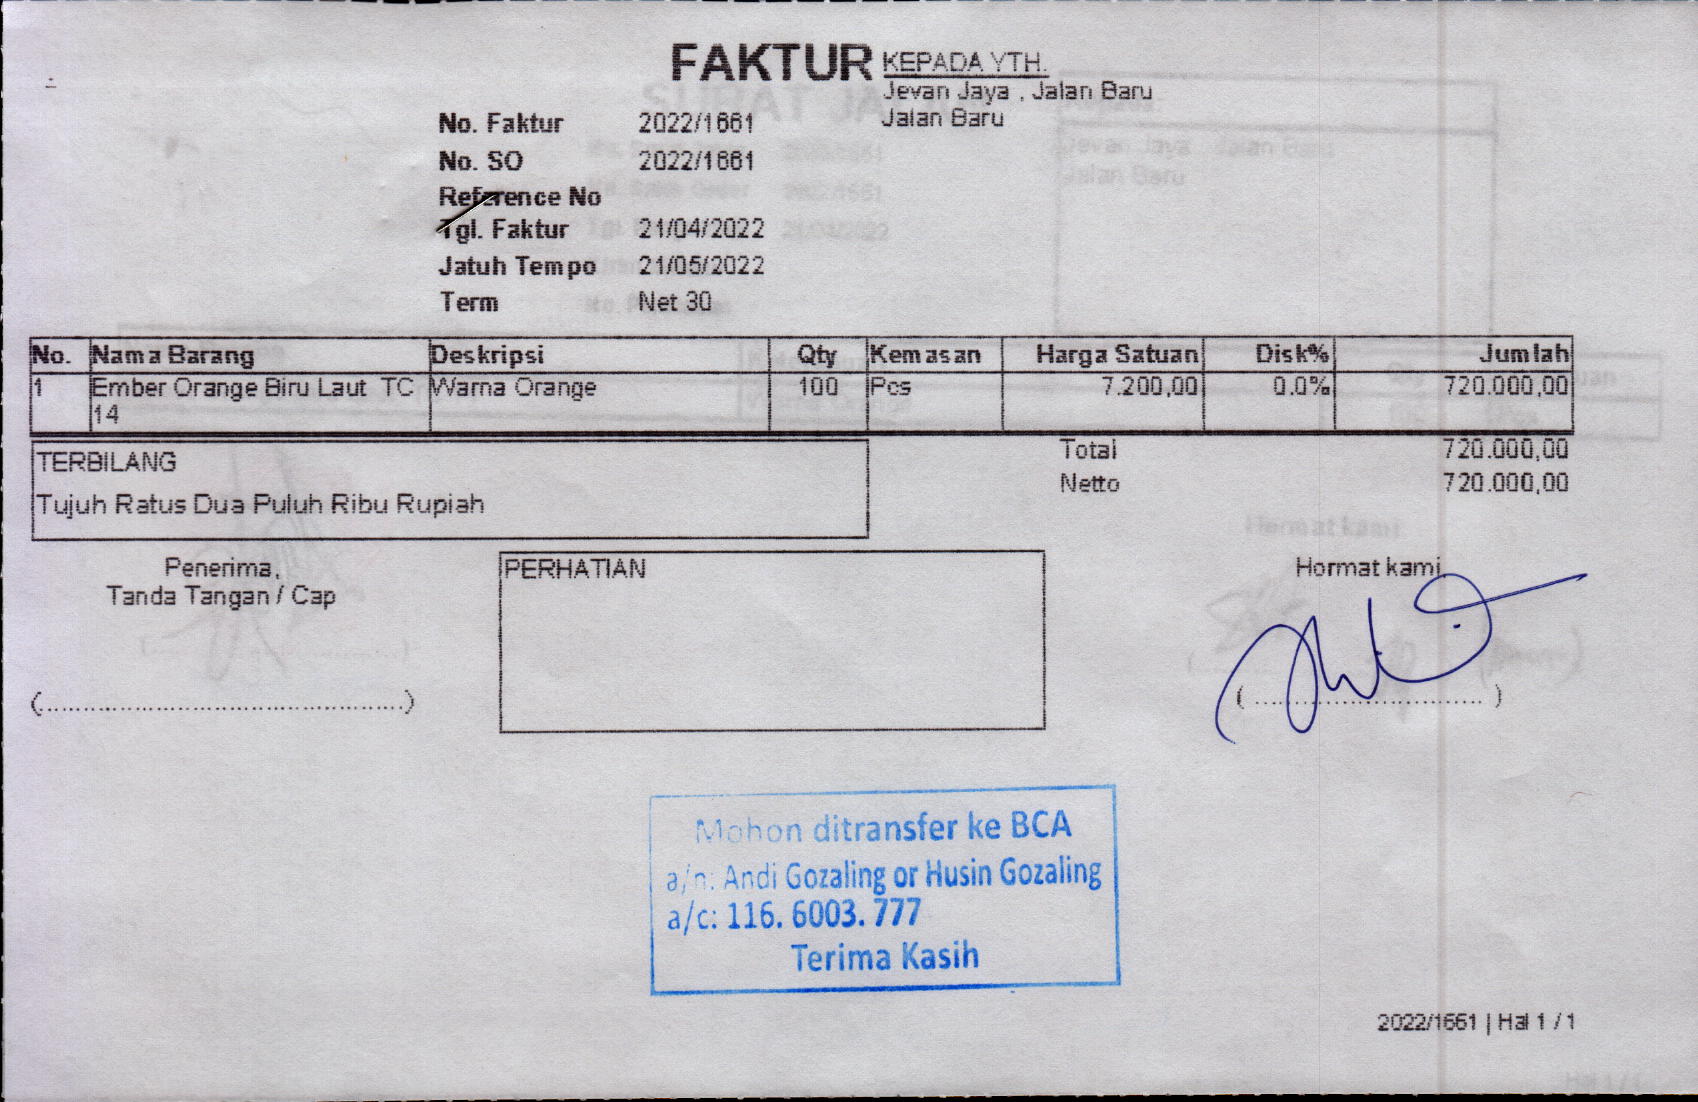 FAKTUR
KEPADA YTH.
Jevan Jaya , Jalan Baru
Jalan Baru
No. Faktur 2022/1661
No. SO 2022/1661
Reference No
Tgl. Faktur 21/04/2022
Jatuh Tempo 21/05/2022
Term Net 30
No. Nama Barang Deskripsi Qty Kemasan Harga Satuan Disk% Jumlah
1 Ember Orange Biru Laut TC Warna Orange 100 Pcs 7.200,00 0.0% 720.000,00
14
Total 720.000,00
Netto 720.000,00
TERBILANG
Tujuh Ratus Dua Puluh Ribu Rupiah
Penerima,
Tanda Tangan / Cap
(..................................................)
PERHATIAN
Hormat kami
( ................................ )
Mohon ditransfer ke BCA
a/n: Andi Gozaling or Husin Gozaling
a/c: 116. 6003. 777
Terima Kasih
2022/1661 | Hal 1 / 1